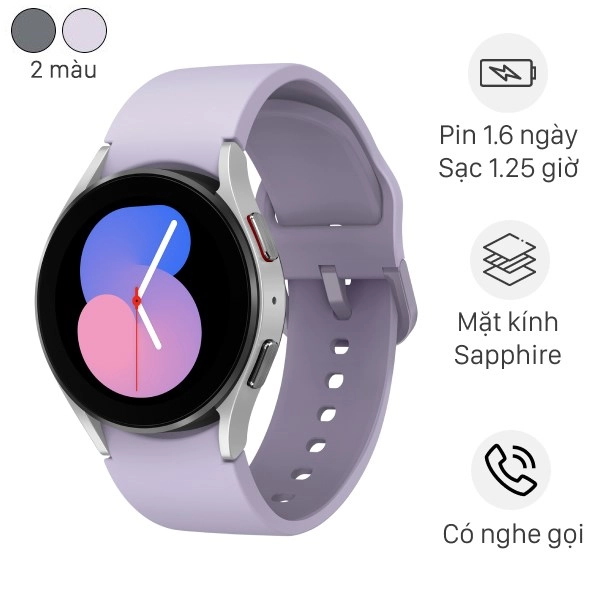 2 màu
Pin 1.6 ngày
Sạc 1.25 giờ
Mặt kính
Sapphire
Có nghe gọi